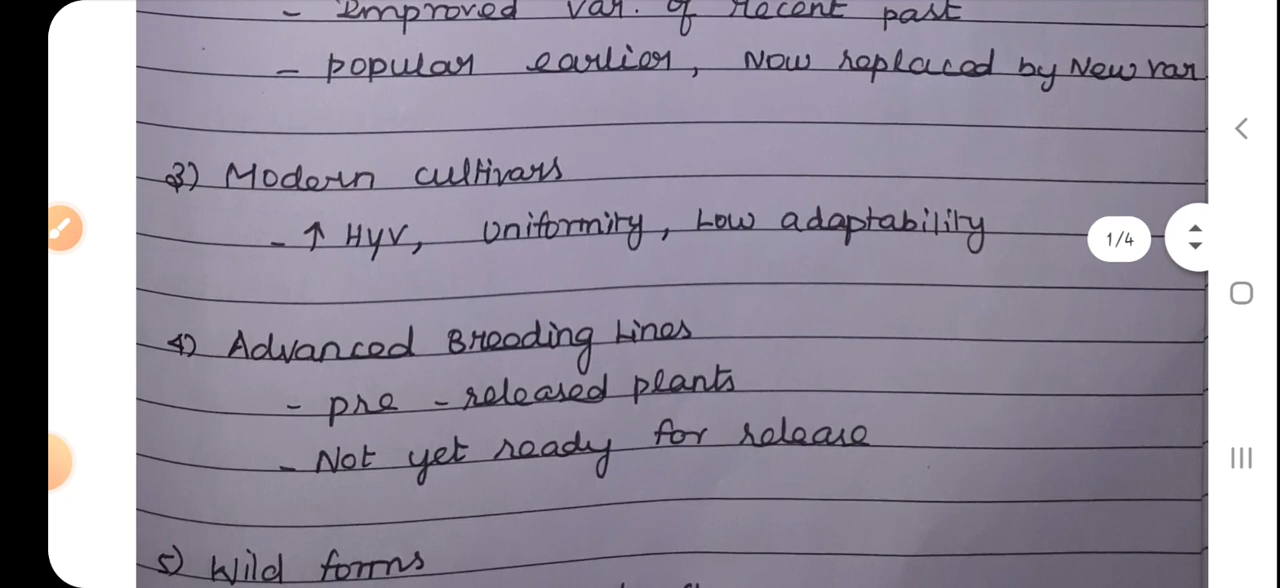 - Improved var. of recent past
- popular earlier, Now replaced by New var
3) Modern cultivars
- ↑ HYV, Uniformity, Low adaptability
1/4
4) Advanced Breeding Lines
- pre-released plants
- Not yet ready for release
5) Wild forms